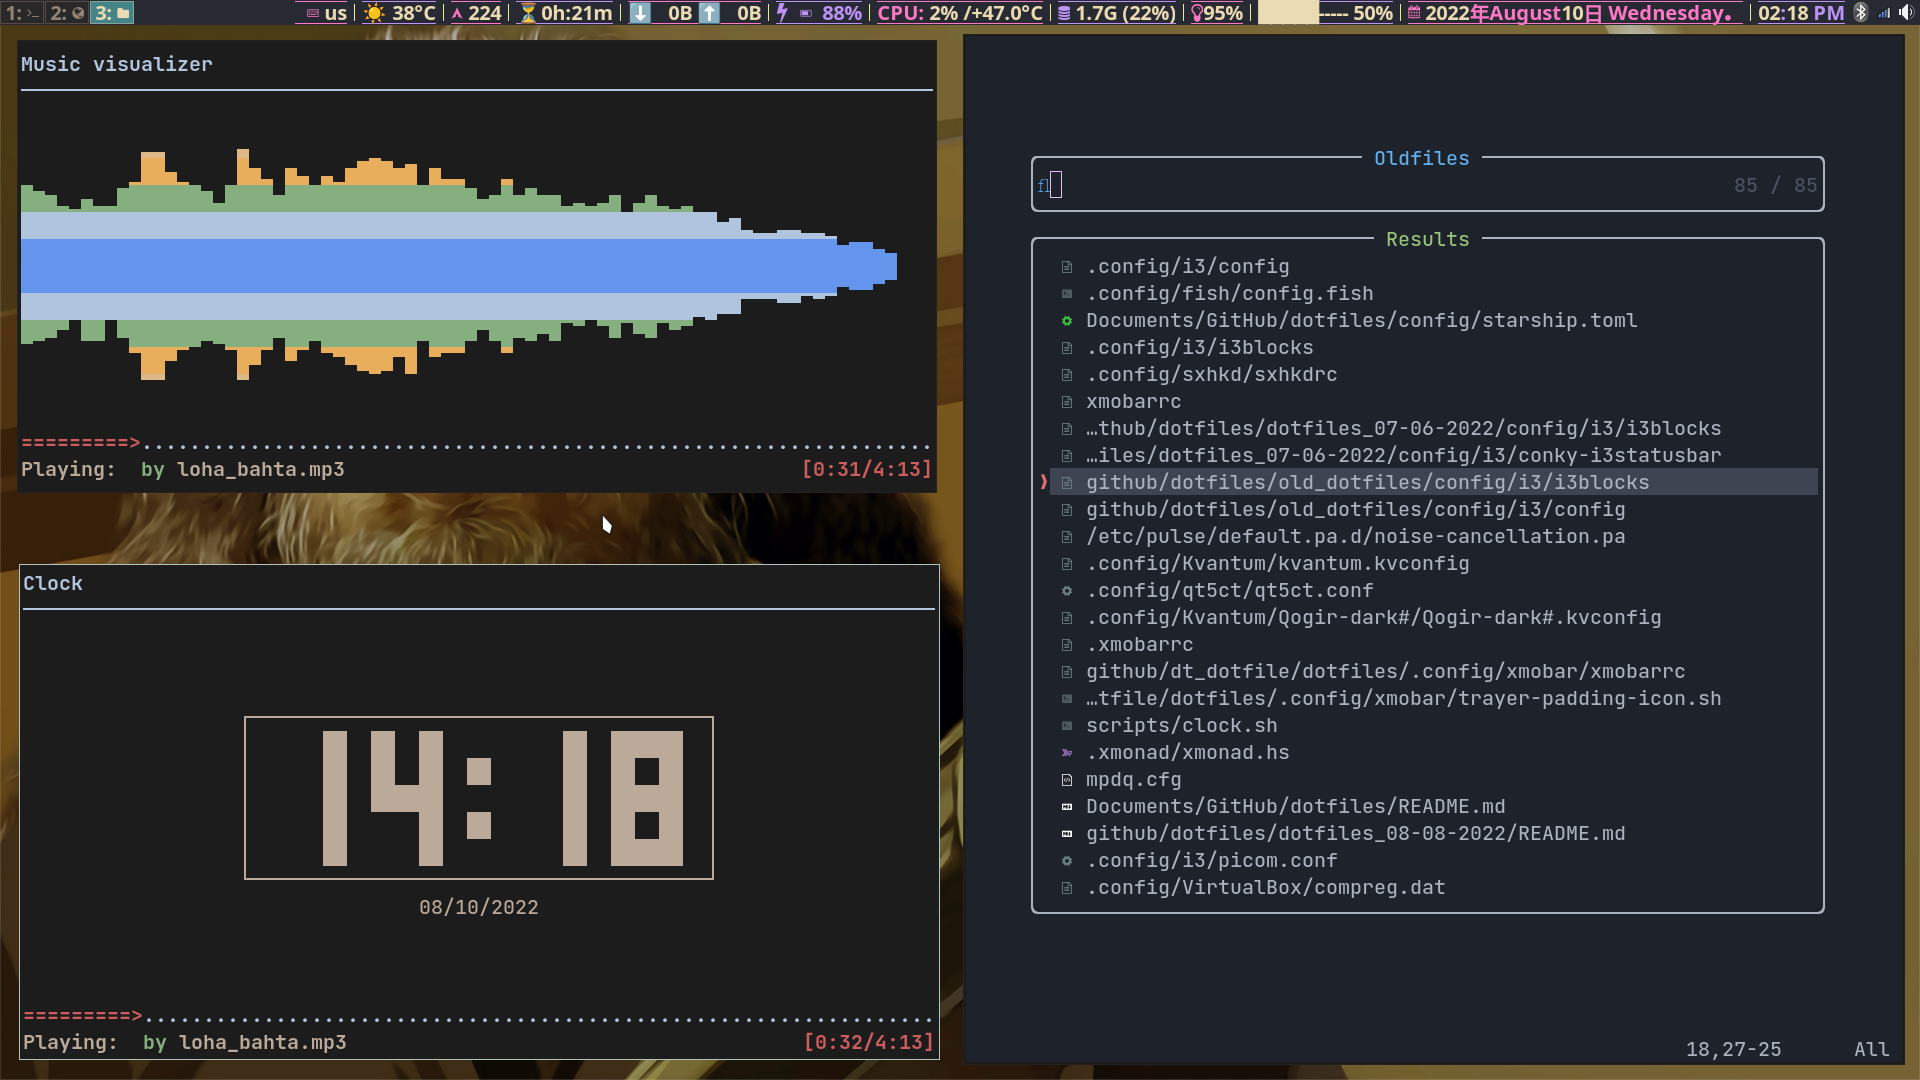 1: 2: 3: us 38°C 224 0h:21m 0B 0B 88% CPU: 2% /+47.0°C 1.7G (22%) 95% ----- 50% 2022年August10日 Wednesday。 02:18 PM
Music visualizer
=========>..................................................................
Playing:  by loha_bahta.mp3 [0:31/4:13]
Clock
14:18
08/10/2022
=========>..................................................................
Playing:  by loha_bahta.mp3 [0:32/4:13]
Oldfiles
85 / 85
Results
.config/i3/config
.config/fish/config.fish
Documents/GitHub/dotfiles/config/starship.toml
.config/i3/i3blocks
.config/sxhkd/sxhkdrc
xmobarrc
…thub/dotfiles/dotfiles_07-06-2022/config/i3/i3blocks
…iles/dotfiles_07-06-2022/config/i3/conky-i3statusbar
github/dotfiles/old_dotfiles/config/i3/i3blocks
github/dotfiles/old_dotfiles/config/i3/config
/etc/pulse/default.pa.d/noise-cancellation.pa
.config/Kvantum/kvantum.kvconfig
.config/qt5ct/qt5ct.conf
.config/Kvantum/Qogir-dark#/Qogir-dark#.kvconfig
.xmobarrc
github/dt_dotfile/dotfiles/.config/xmobar/xmobarrc
…tfile/dotfiles/.config/xmobar/trayer-padding-icon.sh
scripts/clock.sh
.xmonad/xmonad.hs
mpdq.cfg
Documents/GitHub/dotfiles/README.md
github/dotfiles/dotfiles_08-08-2022/README.md
.config/i3/picom.conf
.config/VirtualBox/compreg.dat
18,27-25 All